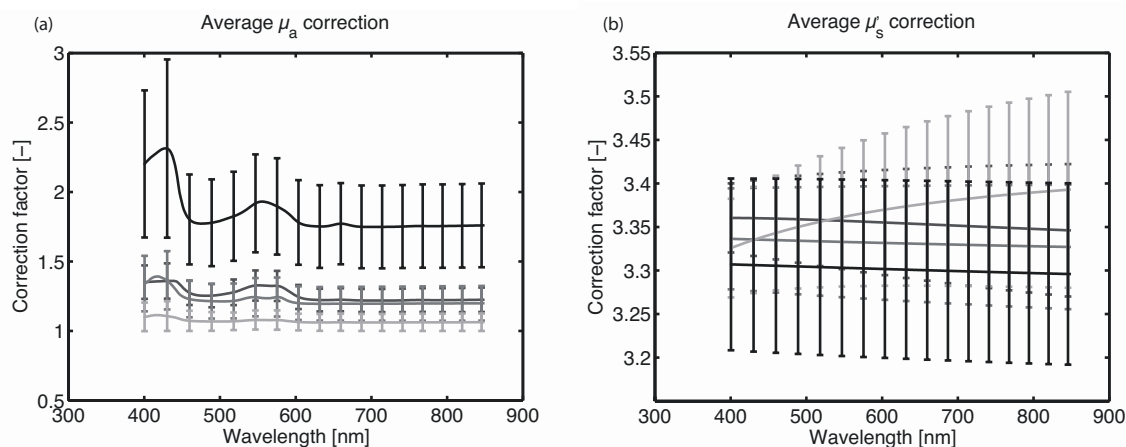 (a)
Average μa correction
3
2.5
2
1.5
1
0.5
300 400 500 600 700 800 900
Correction factor [–]
Wavelength [nm]
(b)
Average μ's correction
3.55
3.5
3.45
3.4
3.35
3.3
3.25
3.2
300 400 500 600 700 800 900
Correction factor [–]
Wavelength [nm]